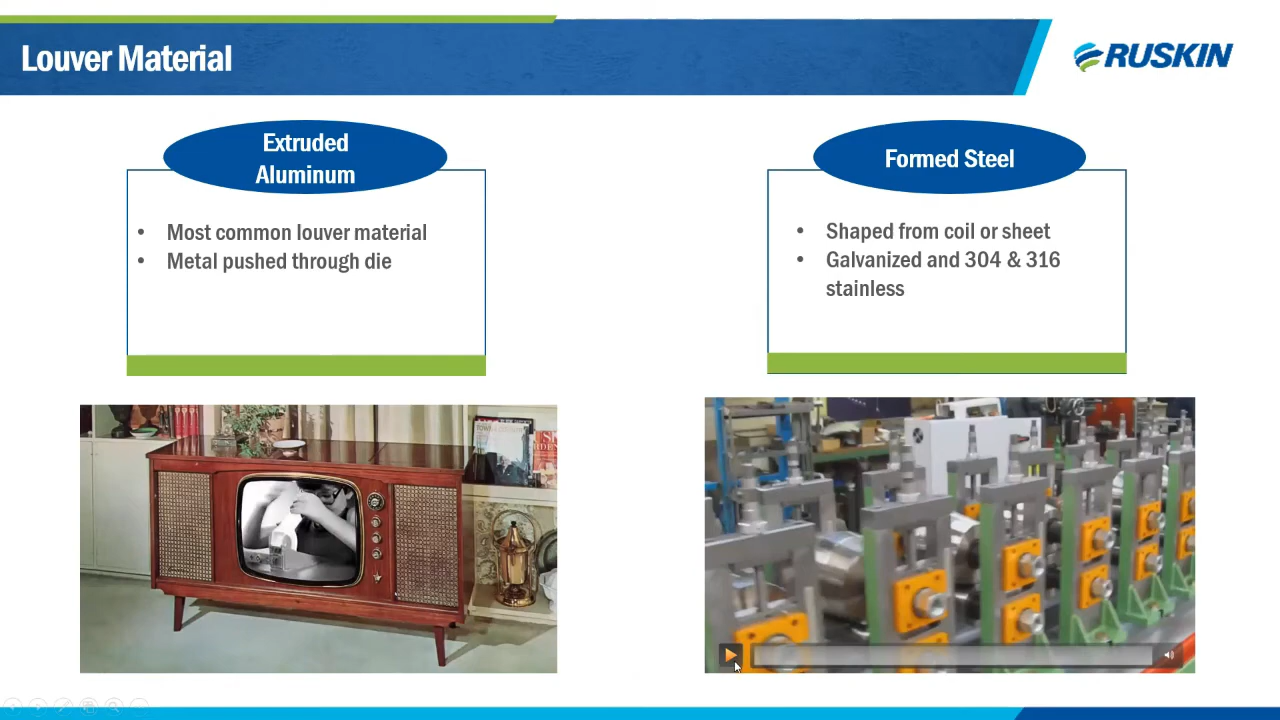 Louver Material
RUSKIN
Extruded
Aluminum
• Most common louver material
• Metal pushed through die
Formed Steel
• Shaped from coil or sheet
• Galvanized and 304 & 316
stainless